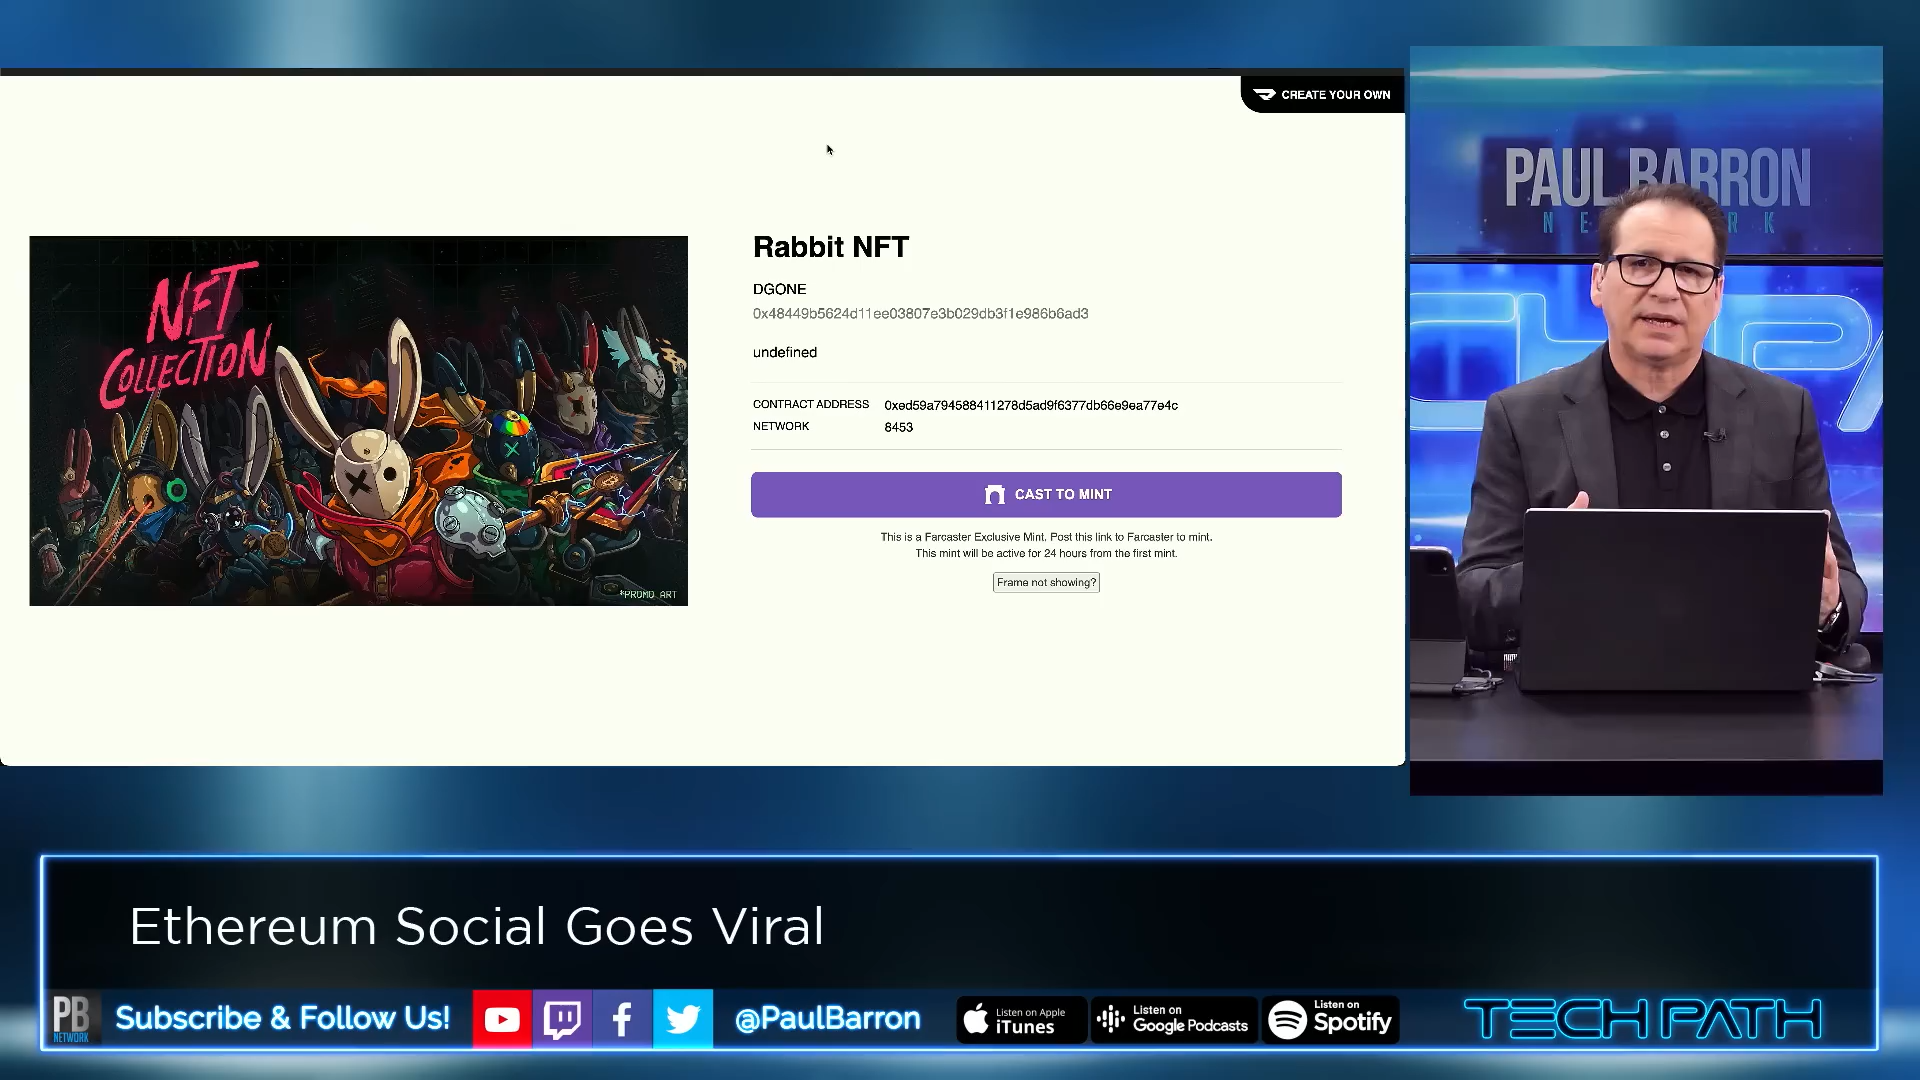 CREATE YOUR OWN
NFT
COLLECTION
*PROMO ART
Rabbit NFT
DGONE
0x48449b5624d11ee03807e3b029db3f1e986b6ad3
undefined
CONTRACT ADDRESS 0xed59a794588411278d5ad9f6377db66e9ea77e4c
NETWORK 8453
CAST TO MINT
This is a Farcaster Exclusive Mint. Post this link to Farcaster to mint.
This mint will be active for 24 hours from the first mint.
Frame not showing?
PAUL BARRON
Ethereum Social Goes Viral
PB
NETWORK
Subscribe & Follow Us!
@PaulBarron
Listen on Apple
iTunes
Listen on
Google Podcasts
Listen on
Spotify
TECH PATH